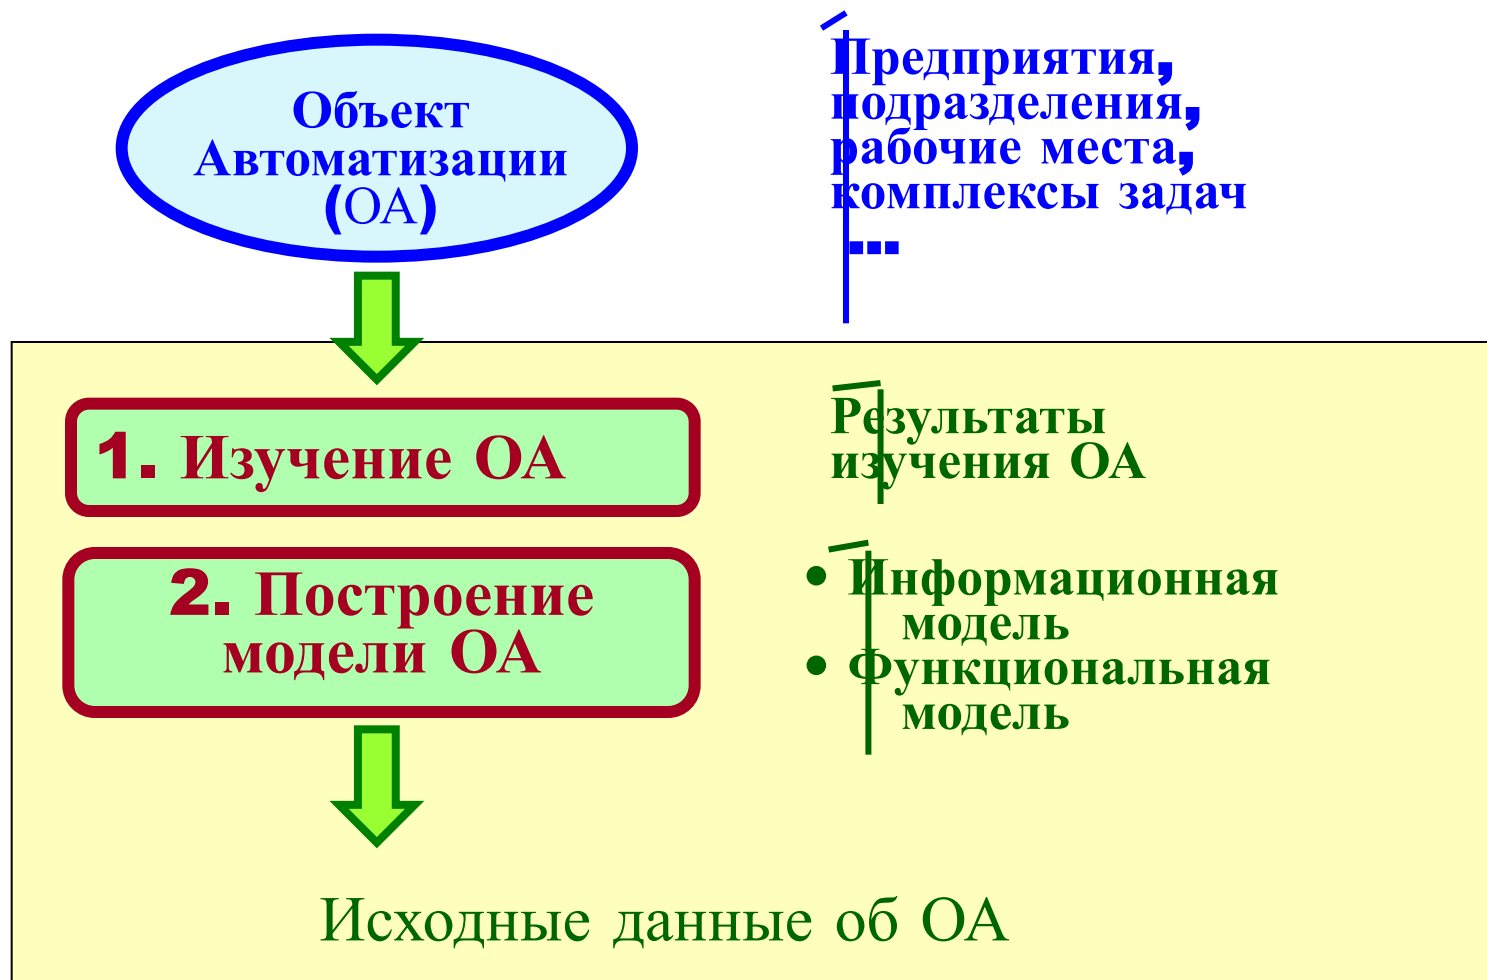 Объект
Автоматизации
(ОА)
Предприятия,
подразделения,
рабочие места,
комплексы задач
...
1. Изучение ОА
Результаты
изучения ОА
2. Построение
модели ОА
• Информационная
модель
• Функциональная
модель
Исходные данные об ОА